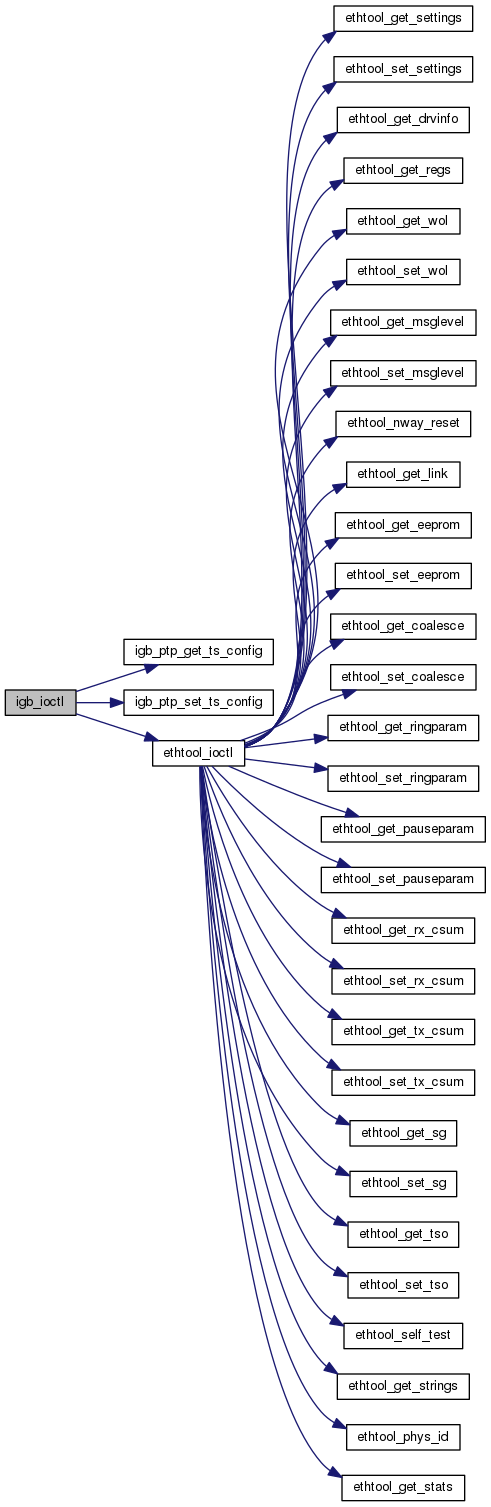 ethtool_get_settings
ethtool_set_settings
ethtool_get_drvinfo
ethtool_get_regs
ethtool_get_wol
ethtool_set_wol
ethtool_get_msglevel
ethtool_set_msglevel
ethtool_nway_reset
ethtool_get_link
ethtool_get_eeprom
ethtool_set_eeprom
ethtool_get_coalesce
igb_ptp_get_ts_config
ethtool_set_coalesce
igb_ioctl
igb_ptp_set_ts_config
ethtool_get_ringparam
ethtool_ioctl
ethtool_set_ringparam
ethtool_get_pauseparam
ethtool_set_pauseparam
ethtool_get_rx_csum
ethtool_set_rx_csum
ethtool_get_tx_csum
ethtool_set_tx_csum
ethtool_get_sg
ethtool_set_sg
ethtool_get_tso
ethtool_set_tso
ethtool_self_test
ethtool_get_strings
ethtool_phys_id
ethtool_get_stats